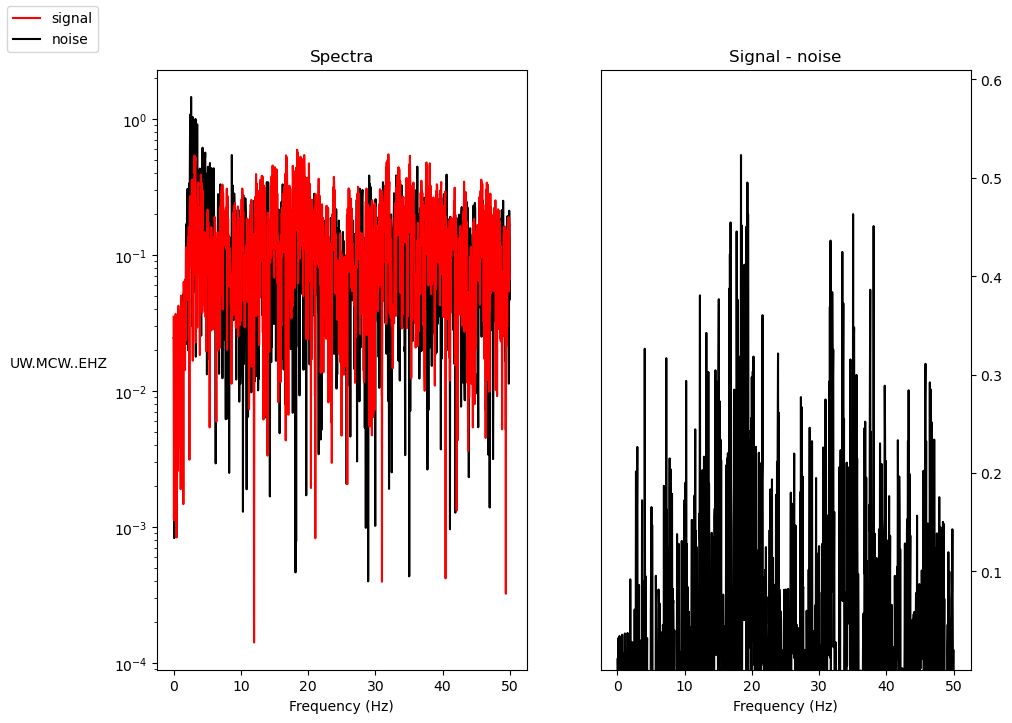 signal
noise
Spectra
Signal - noise
UW.MCW..EHZ
10^0
10^-1
10^-2
10^-3
10^-4
0 10 20 30 40 50
Frequency (Hz)
0.6
0.5
0.4
0.3
0.2
0.1
0 10 20 30 40 50
Frequency (Hz)